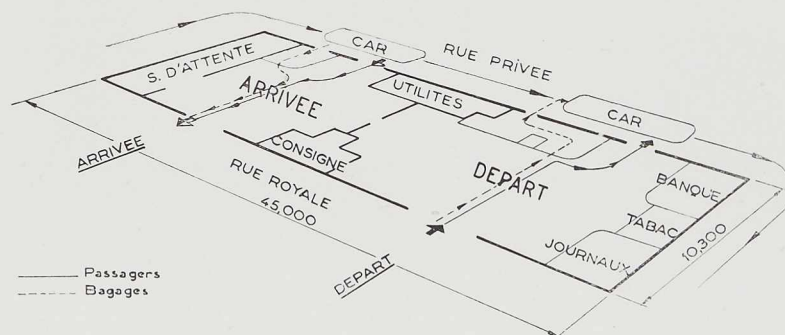 CAR
RUE PRIVEE
S. D'ATTENTE
ARRIVEE
UTILITES
CAR
ARRIVEE
CONSIGNE
DEPART
BANQUE
RUE ROYALE
45,000
TABAC
JOURNAUX
10,300
DEPART
Passagers
Bagages